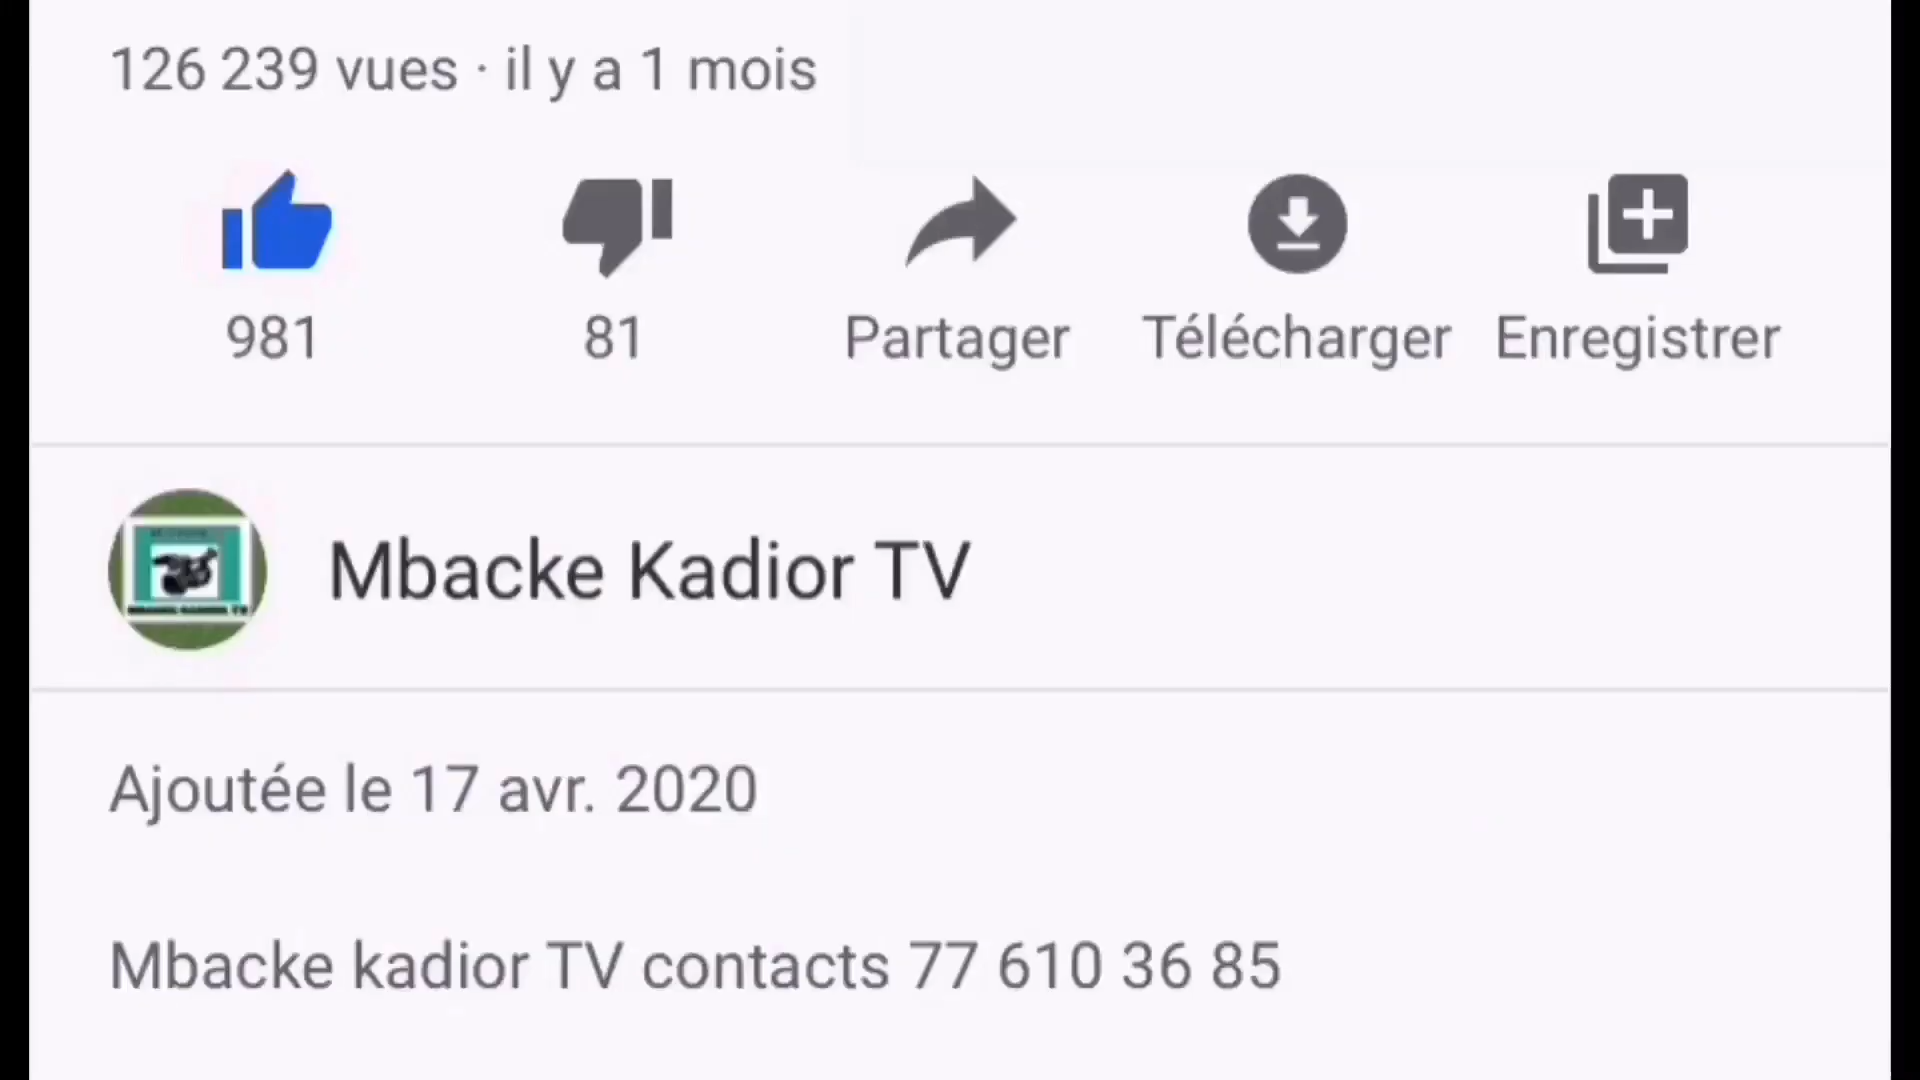 126 239 vues · il y a 1 mois
981 81 Partager Télécharger Enregistrer
Mbacke Kadior TV
Ajoutée le 17 avr. 2020
Mbacke kadior TV contacts 77 610 36 85